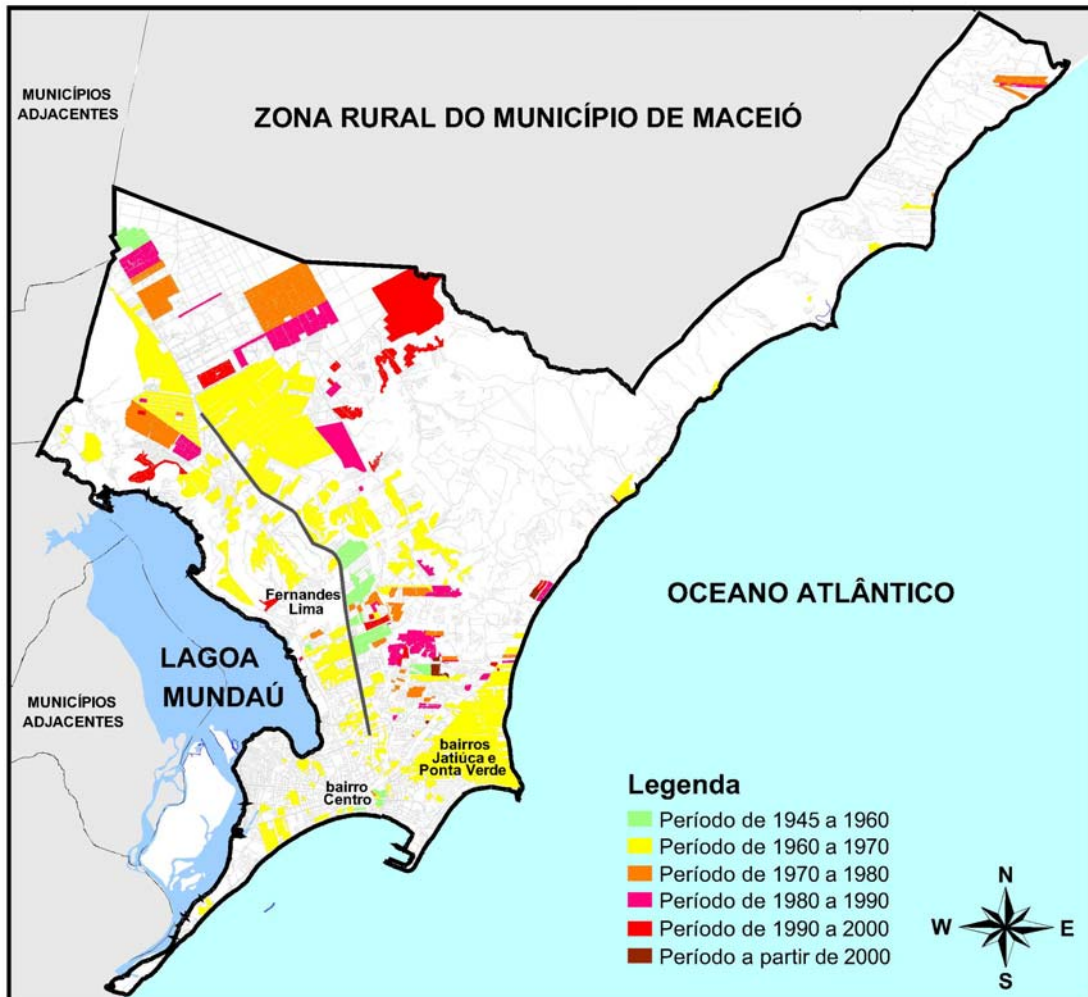 MUNICÍPIOS
ADJACENTES
ZONA RURAL DO MUNICÍPIO DE MACEIÓ
Fernandes
Lima
OCEANO ATLÂNTICO
LAGOA
MUNDAÚ
MUNICÍPIOS
ADJACENTES
bairros
Jatiúca e
Ponta Verde
bairro
Centro
Legenda
Período de 1945 a 1960
Período de 1960 a 1970
Período de 1970 a 1980
Período de 1980 a 1990
Período de 1990 a 2000
Período a partir de 2000
N
W E
S